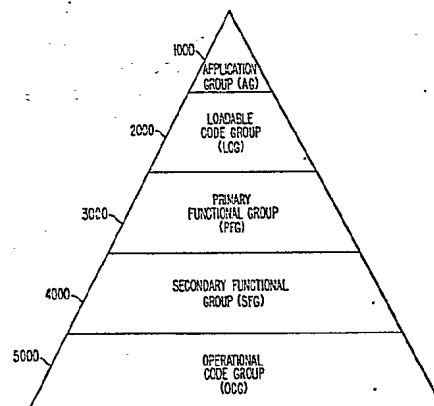 1000
APPLICATION
GROUP (AG)
2000
LOADABLE
CODE GROUP
(LCG)
3000
PRIMARY
FUNCTIONAL GROUP
(PFG)
4000
SECONDARY FUNCTIONAL
GROUP (SFG)
5000
OPERATIONAL
CODE GROUP
(OCG)